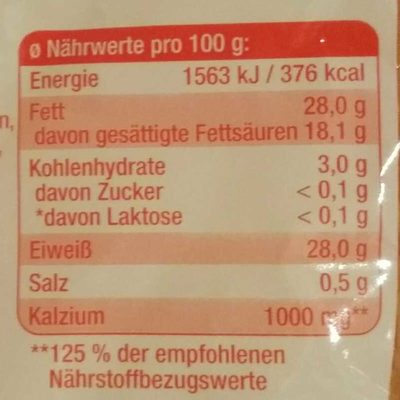 ø Nährwerte pro 100 g:
Energie 1563 kJ / 376 kcal
Fett 28,0 g
davon gesättigte Fettsäuren 18,1 g
Kohlenhydrate 3,0 g
davon Zucker < 0,1 g
*davon Laktose < 0,1 g
Eiweiß 28,0 g
Salz 0,5 g
Kalzium 1000 mg**
**125 % der empfohlenen
Nährstoffbezugswerte